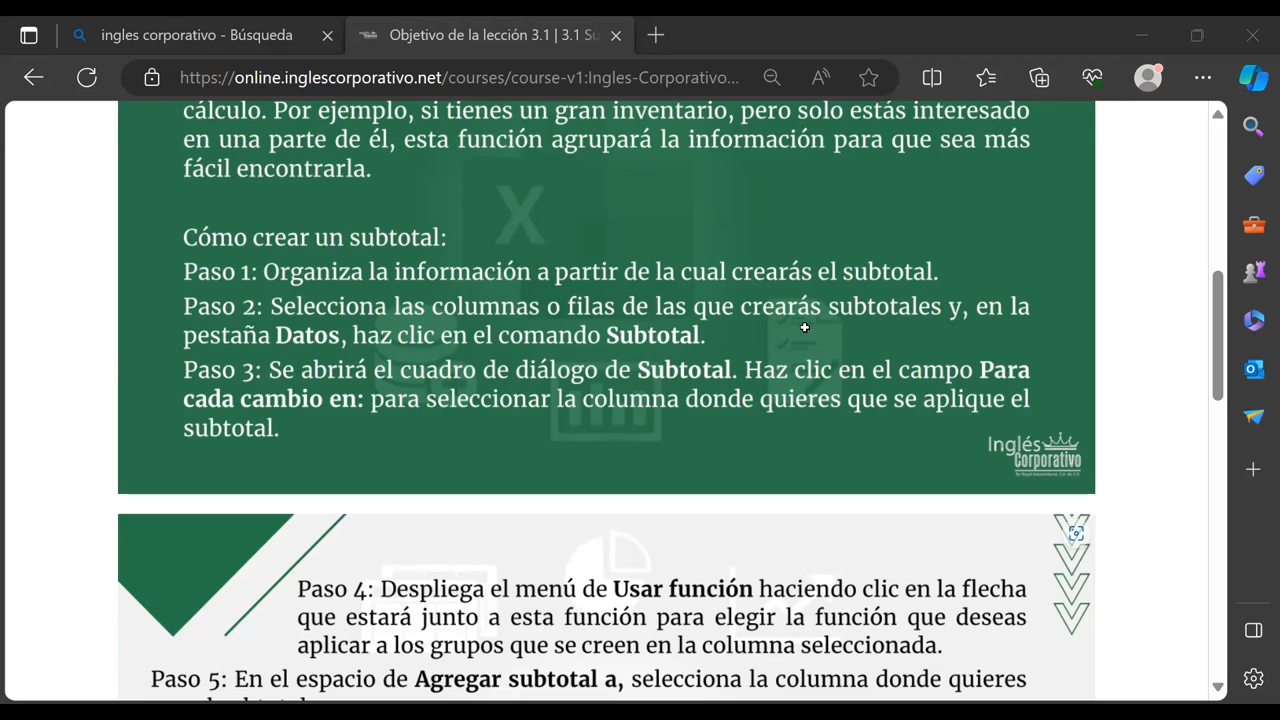 ingles corporativo - Búsqueda
Objetivo de la lección 3.1 | 3.1 Su
https://online.inglescorporativo.net/courses/course-v1:Ingles-Corporativo...
cálculo. Por ejemplo, si tienes un gran inventario, pero solo estás interesado
en una parte de él, esta función agrupará la información para que sea más
fácil encontrarla.
Cómo crear un subtotal:
Paso 1: Organiza la información a partir de la cual crearás el subtotal.
Paso 2: Selecciona las columnas o filas de las que crearás subtotales y, en la
pestaña Datos, haz clic en el comando Subtotal.
Paso 3: Se abrirá el cuadro de diálogo de Subtotal. Haz clic en el campo Para
cada cambio en: para seleccionar la columna donde quieres que se aplique el
subtotal.
Inglés
Corporativo
Paso 4: Despliega el menú de Usar función haciendo clic en la flecha
que estará junto a esta función para elegir la función que deseas
aplicar a los grupos que se creen en la columna seleccionada.
Paso 5: En el espacio de Agregar subtotal a, selecciona la columna donde quieres